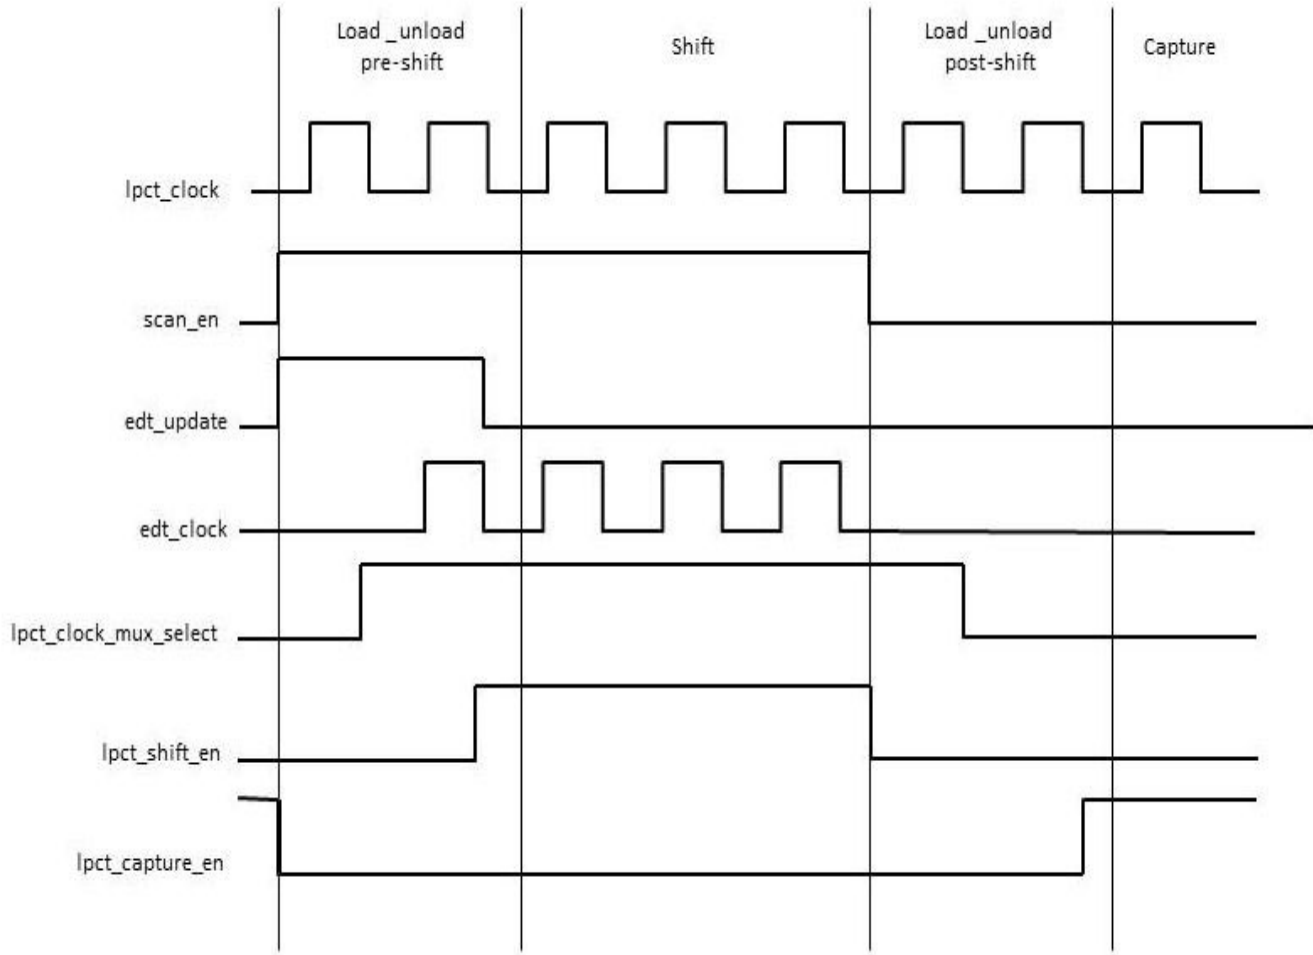 Load _unload
pre-shift
Shift
Load _unload
post-shift
Capture
lpct_clock
scan_en
edt_update
edt_clock
lpct_clock_mux_select
lpct_shift_en
lpct_capture_en